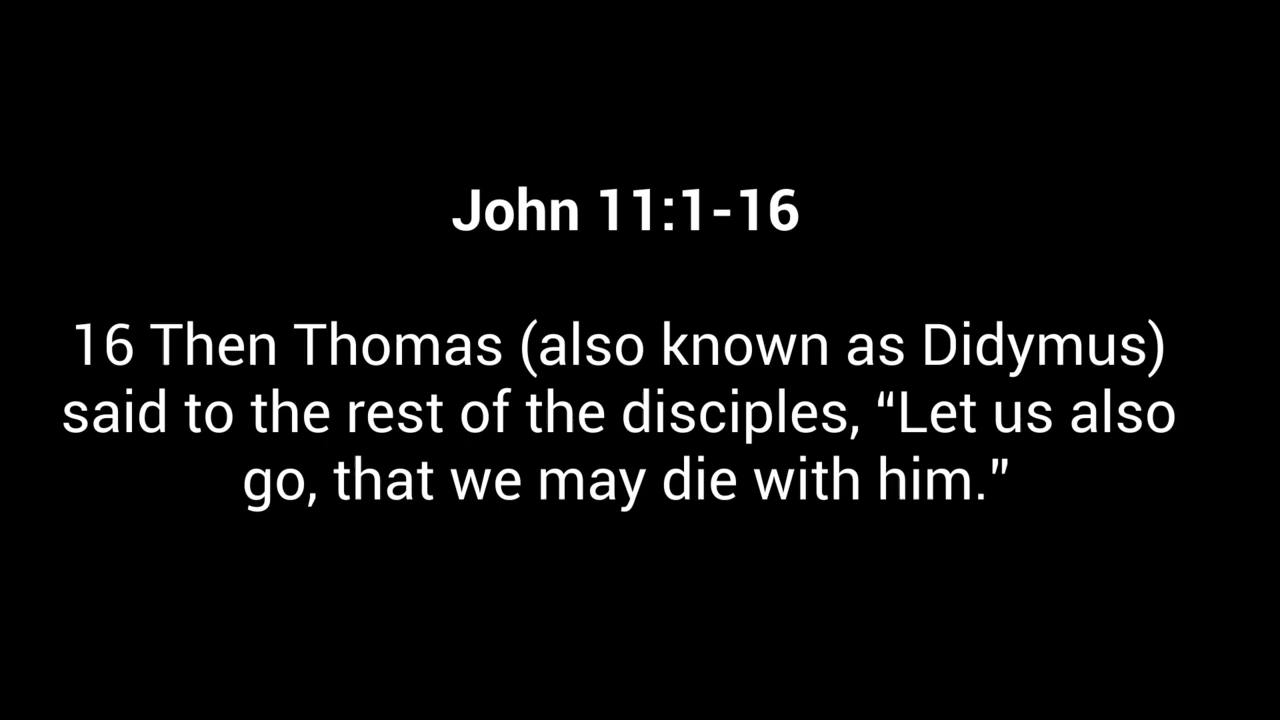 John 11:1-16
16 Then Thomas (also known as Didymus)
said to the rest of the disciples, “Let us also
go, that we may die with him.”